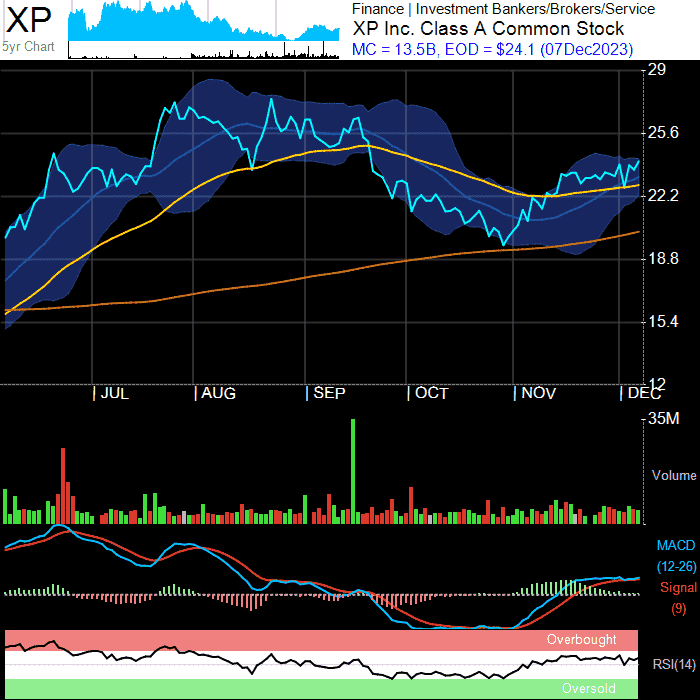 XP
5yr Chart
Finance | Investment Bankers/Brokers/Service
XP Inc. Class A Common Stock
MC = 13.5B, EOD = $24.1 (07Dec2023)
29
25.6
22.2
18.8
15.4
12
| JUL | AUG | SEP | OCT | NOV | DEC
35M
Volume
MACD
(12-26)
Signal
(9)
Overbought
RSI(14)
Oversold